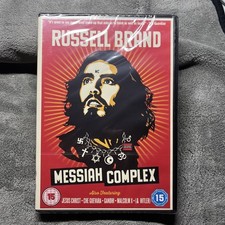 RUSSELL BRAND
MESSIAH COMPLEX
Also Featuring
JESUS CHRIST • CHE GUEVARA • GANDHI • MALCOLM X • (& HITLER)
15
15